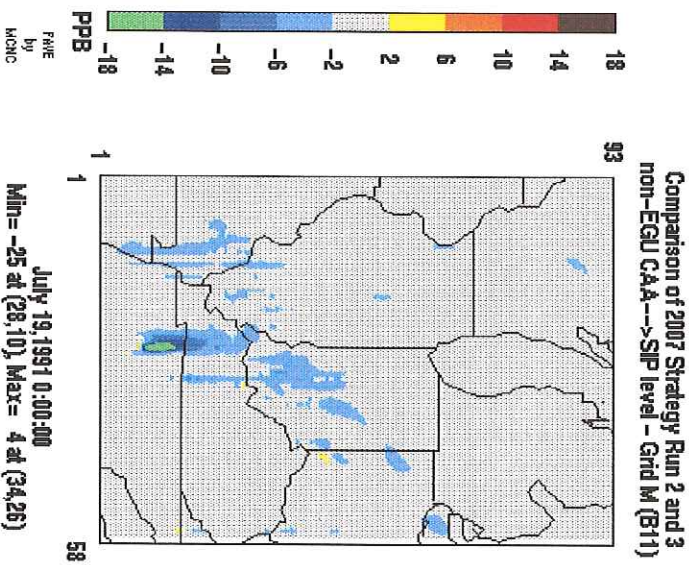 Comparison of 2007 Strategy Run 2 and 3
non-EGU CAA--->SIP level - Grid M (B11)
18
14
10
6
2
-2
-6
-10
-14
-18
PPB
PAVE
by
MCNC
93
1
1
58
July 19,1991 0:00:00
Min= -25 at (28,10), Max= 4 at (34,26)